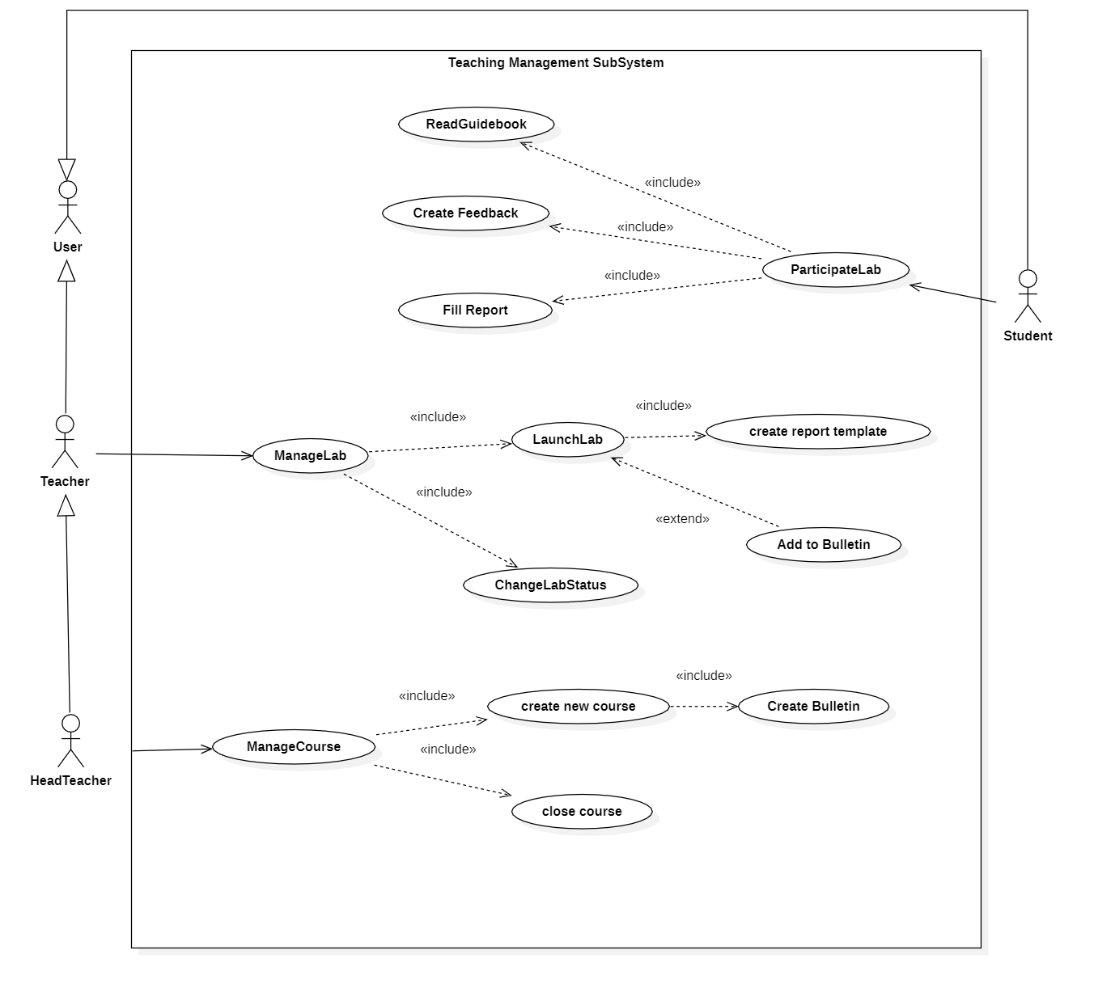 Teaching Management SubSystem
ReadGuidebook
«include»
User
Create Feedback
«include»
ParticipateLab
«include»
Fill Report
Student
«include»
«include»
LaunchLab
create report template
ManageLab
Teacher
«include»
«extend»
Add to Bulletin
ChangeLabStatus
«include»
«include»
create new course
Create Bulletin
ManageCourse
«include»
HeadTeacher
close course